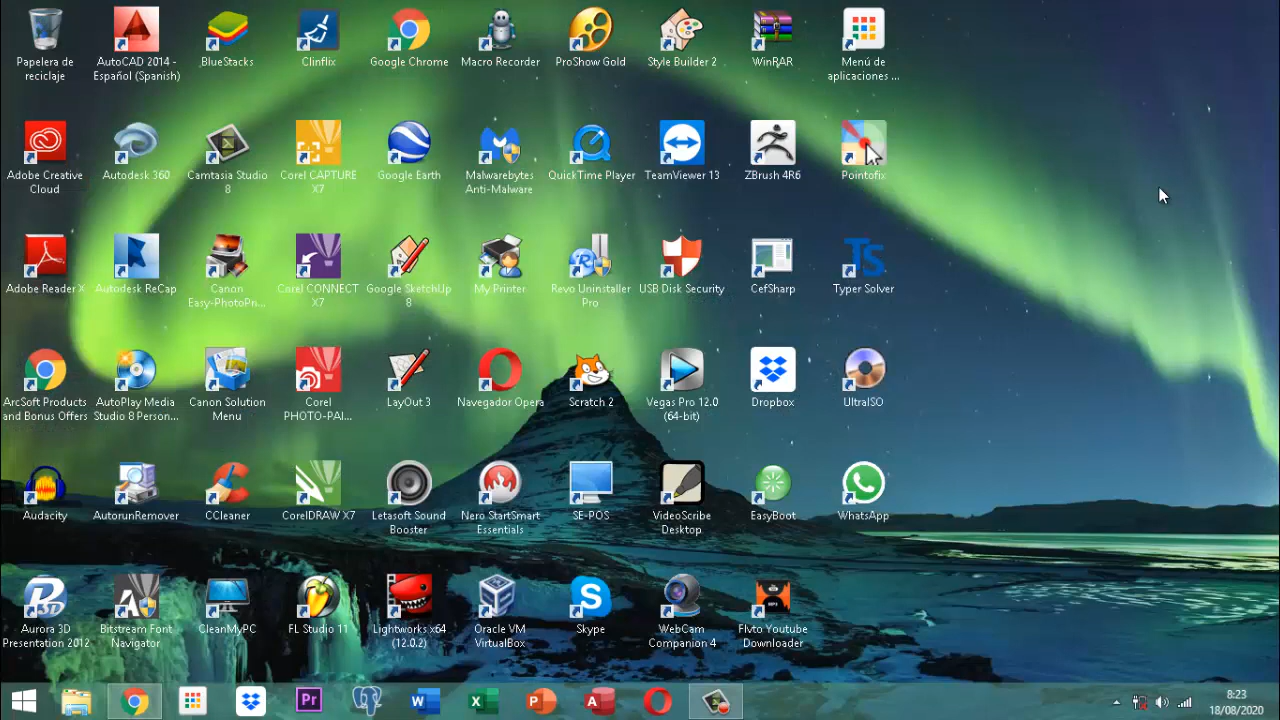 Papelera de
reciclaje
AutoCAD 2014 -
Español (Spanish)
BlueStacks
Clinflix
Google Chrome
Macro Recorder
ProShow Gold
Style Builder 2
WinRAR
Menú de
aplicaciones ...
Adobe Creative
Cloud
Autodesk 360
Camtasia Studio
8
Corel CAPTURE
X7
Google Earth
Malwarebytes
Anti-Malware
QuickTime Player
TeamViewer 13
ZBrush 4R6
Pointofix
Adobe Reader X
Autodesk ReCap
Canon
Easy-PhotoPri...
Corel CONNECT
X7
Google SketchUp
8
My Printer
Revo Uninstaller
Pro
USB Disk Security
CefSharp
TS
Typer Solver
ArcSoft Products
and Bonus Offers
AutoPlay Media
Studio 8 Person...
Canon Solution
Menu
Corel
PHOTO-PAI...
LayOut 3
Navegador Opera
Scratch 2
Vegas Pro 12.0
(64-bit)
Dropbox
UltraISO
Audacity
AutorunRemover
CCleaner
CorelDRAW X7
Letasoft Sound
Booster
Nero StartSmart
Essentials
SE-POS
VideoScribe
Desktop
EasyBoot
WhatsApp
Aurora 3D
Presentation 2012
Bitstream Font
Navigator
CleanMyPC
FL Studio 11
Lightworks x64
(12.0.2)
Oracle VM
VirtualBox
Skype
WebCam
Companion 4
Flvto Youtube
Downloader
Pr
W
X
P
A
8:23
18/08/2020